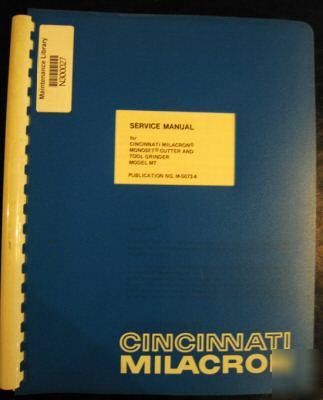 Maintenance Library
N300027
SERVICE MANUAL
for
CINCINNATI MILACRON®
MONOSET® CUTTER AND
TOOL GRINDER
MODEL MT
PUBLICATION NO. M-5073-4
CINCINNATI
MILACRON